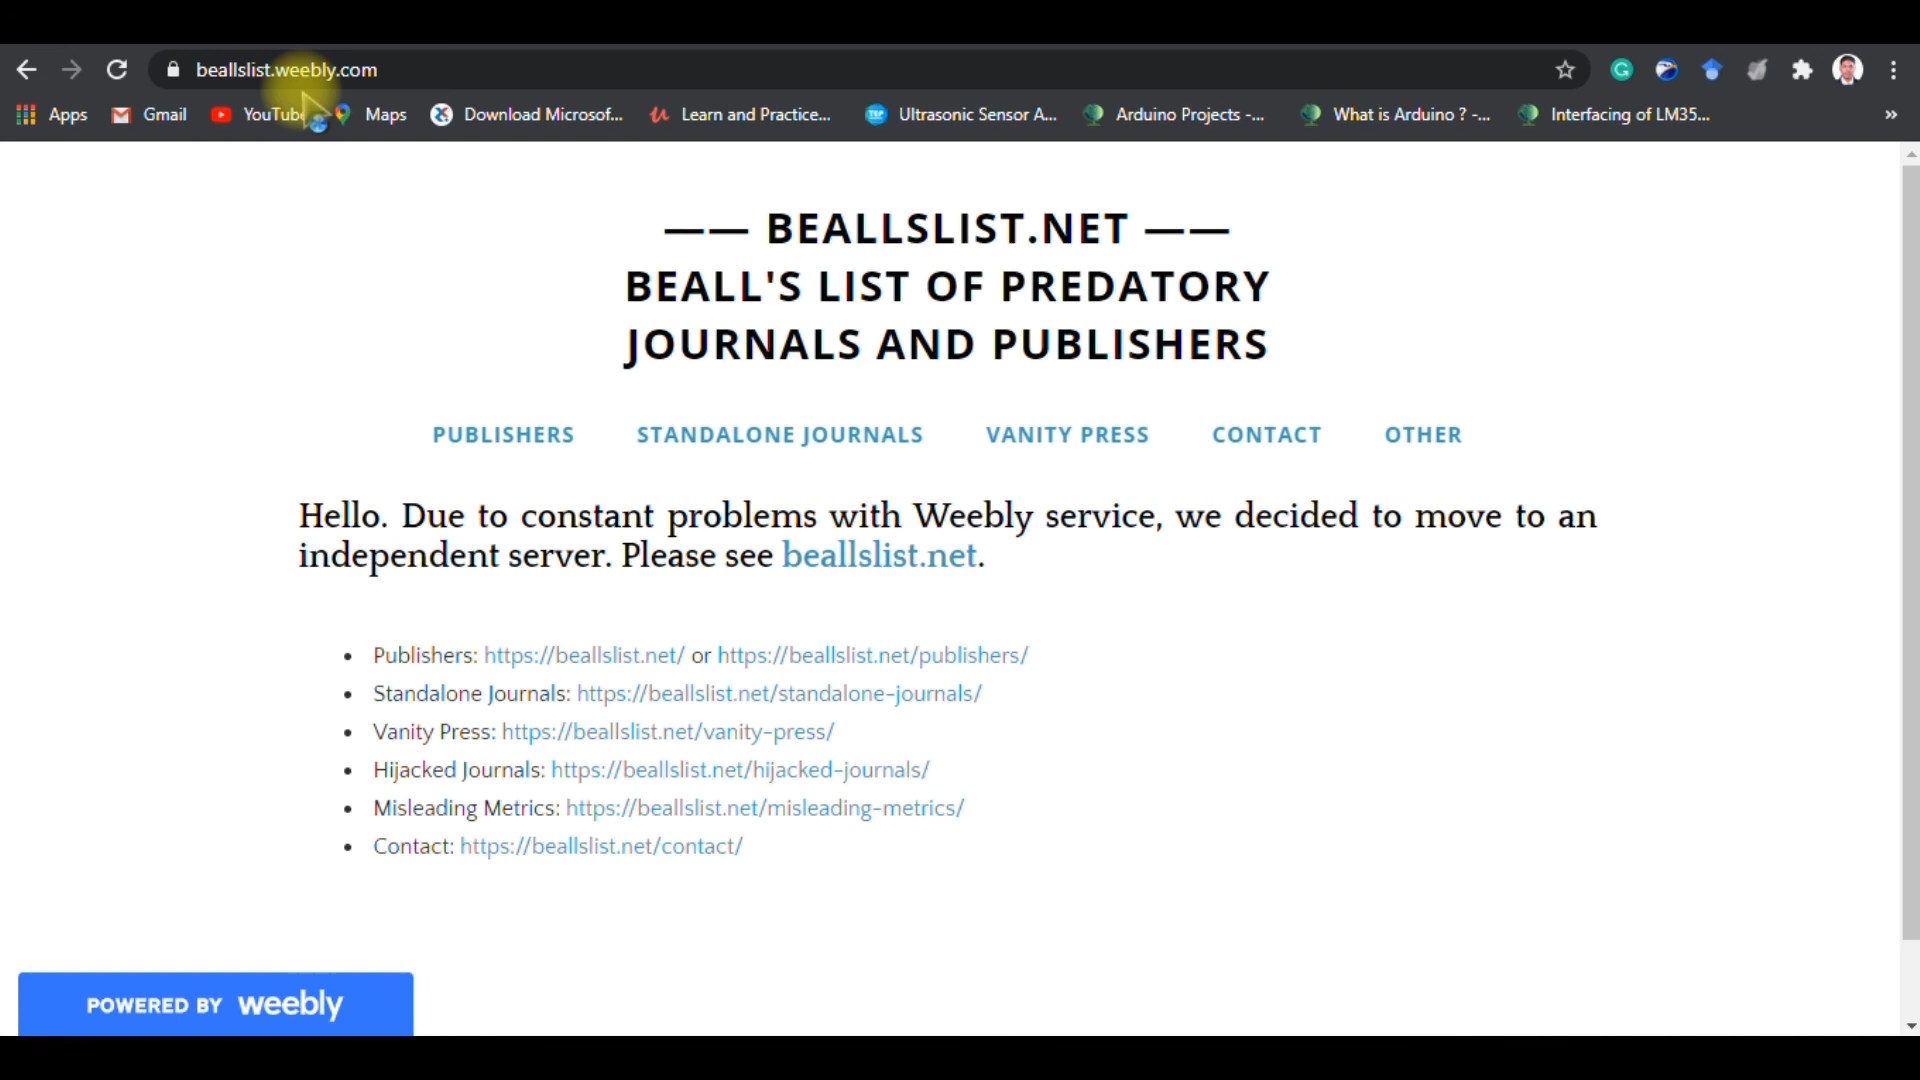 beallslist.weebly.com
Apps Gmail YouTube Maps Download Microsof... Learn and Practice... Ultrasonic Sensor A... Arduino Projects -... What is Arduino ? -... Interfacing of LM35... »
—— BEALLSLIST.NET ——
BEALL'S LIST OF PREDATORY
JOURNALS AND PUBLISHERS
PUBLISHERS STANDALONE JOURNALS VANITY PRESS CONTACT OTHER
Hello. Due to constant problems with Weebly service, we decided to move to an
independent server. Please see beallslist.net.
• Publishers: https://beallslist.net/ or https://beallslist.net/publishers/
• Standalone Journals: https://beallslist.net/standalone-journals/
• Vanity Press: https://beallslist.net/vanity-press/
• Hijacked Journals: https://beallslist.net/hijacked-journals/
• Misleading Metrics: https://beallslist.net/misleading-metrics/
• Contact: https://beallslist.net/contact/
POWERED BY weebly